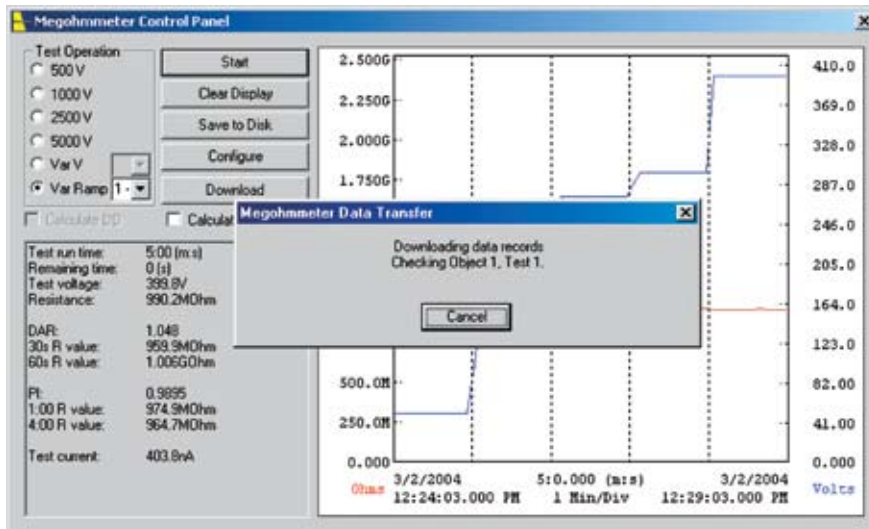 Megohmmeter Control Panel
Test Operation
500 V
1000 V
2500 V
5000 V
Var V
Var Ramp 1 -
Start
Clear Display
Save to Disk
Configure
Download
Calculate DD
Calculat
Test run time: 5:00 (m:s)
Remaining time: 0 (s)
Test voltage: 399.8V
Resistance: 990.2MOhm
DAR: 1.048
30s R value: 959.9MOhm
60s R value: 1.006GOhm
PI: 0.9895
1:00 R value: 974.9MOhm
4:00 R value: 964.7MOhm
Test current: 403.8nA
Megohmmeter Data Transfer
Downloading data records
Checking Object 1, Test 1.
Cancel
2.500G
2.250G
2.000G
1.750G
500.0M
250.0M
0.000
410.0
369.0
328.0
287.0
246.0
205.0
164.0
123.0
82.00
41.00
0.000
Ohms
3/2/2004 5:0.000 (m:s) 3/2/2004
12:24:03.000 PM 1 Min/Div 12:29:03.000 PM
Volts